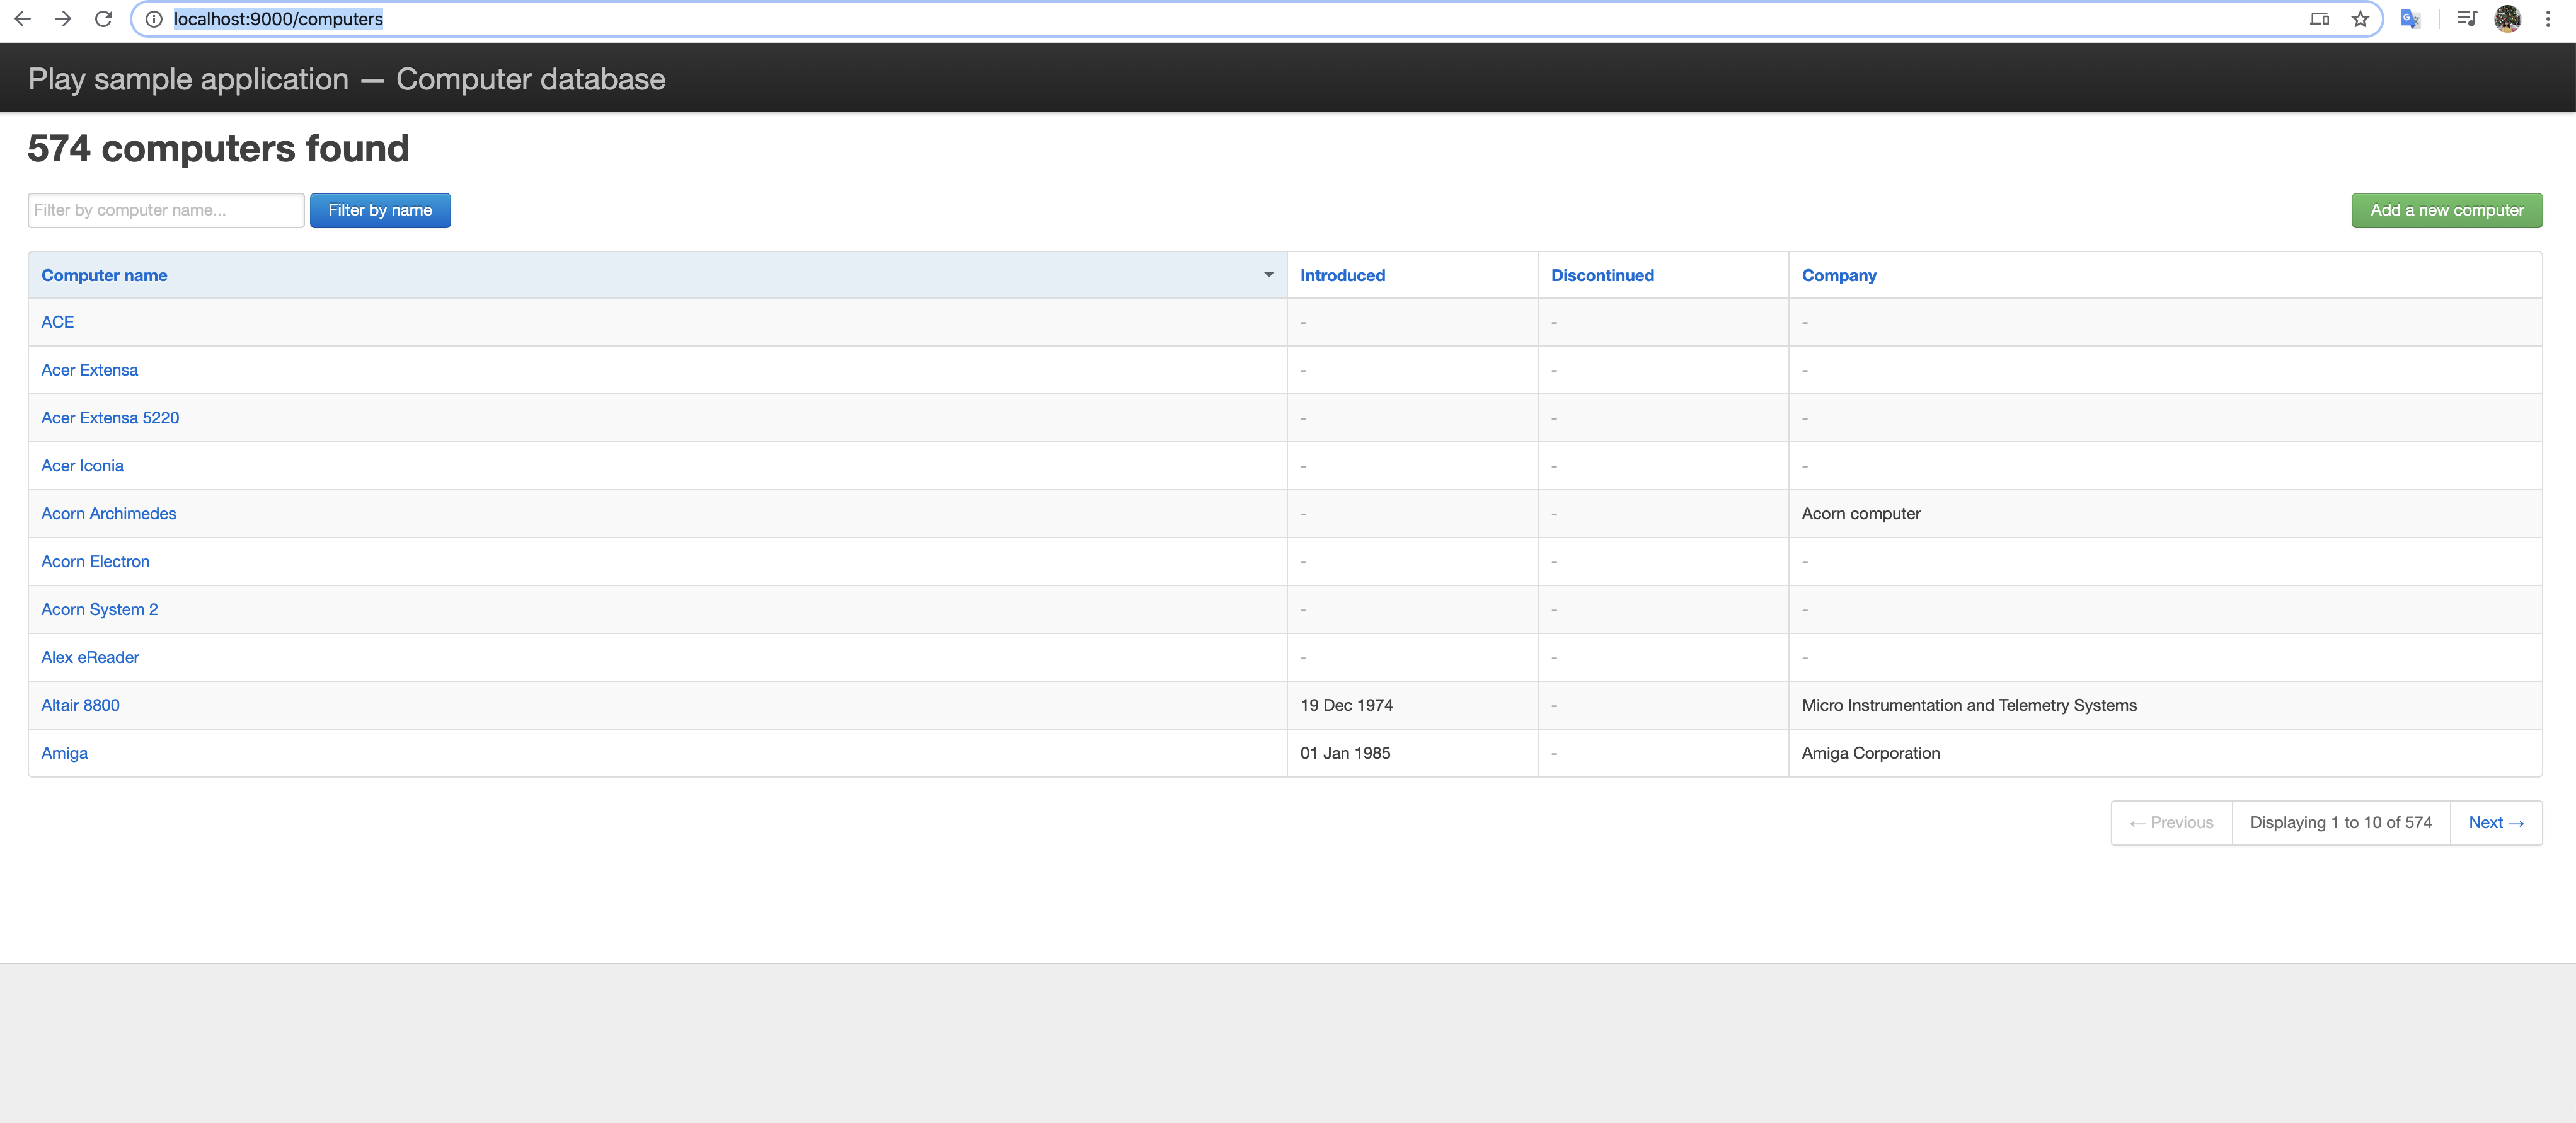 localhost:9000/computers
Play sample application — Computer database
574 computers found
Filter by computer name... Filter by name Add a new computer
Computer name Introduced Discontinued Company
ACE - - -
Acer Extensa - - -
Acer Extensa 5220 - - -
Acer Iconia - - -
Acorn Archimedes - - Acorn computer
Acorn Electron - - -
Acorn System 2 - - -
Alex eReader - - -
Altair 8800 19 Dec 1974 - Micro Instrumentation and Telemetry Systems
Amiga 01 Jan 1985 - Amiga Corporation
← Previous Displaying 1 to 10 of 574 Next →